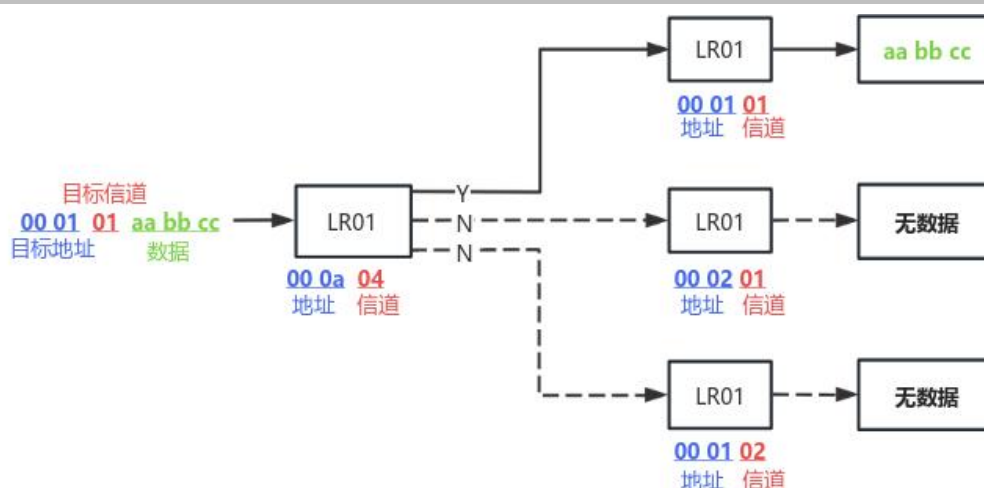 LR01
aa bb cc
00 01 01
地址 信道
目标信道
00 01 01 aa bb cc
目标地址 数据
LR01
00 0a 04
地址 信道
Y
N
N
LR01
无数据
00 02 01
地址 信道
LR01
无数据
00 01 02
地址 信道